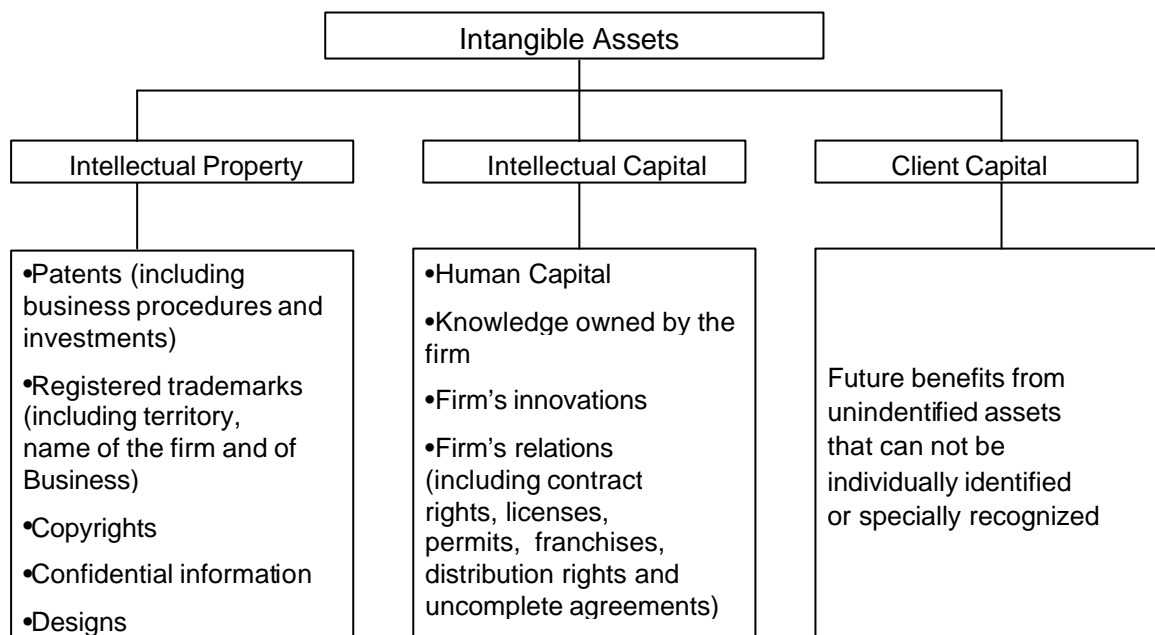 Intangible Assets
Intellectual Property
Intellectual Capital
Client Capital
•Patents (including
business procedures and
investments)
•Registered trademarks
(including territory,
name of the firm and of
Business)
•Copyrights
•Confidential information
•Designs
•Human Capital
•Knowledge owned by the
firm
•Firm’s innovations
•Firm’s relations
(including contract
rights, licenses,
permits, franchises,
distribution rights and
uncomplete agreements)
Future benefits from
unindentified assets
that can not be
individually identified
or specially recognized